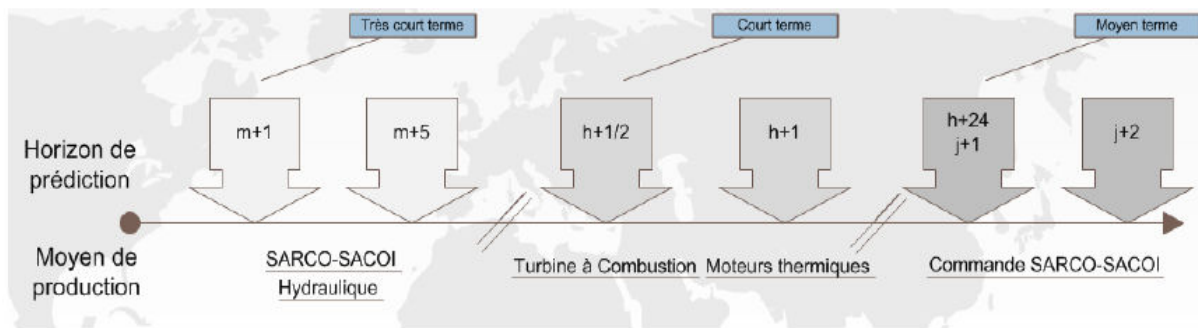 Très court terme
Court terme
Moyen terme
Horizon de
prédiction
m+1
m+5
h+1/2
h+1
h+24
j+1
j+2
Moyen de
production
SARCO-SACOI
Hydraulique
Turbine à Combustion
Moteurs thermiques
Commande SARCO-SACOI